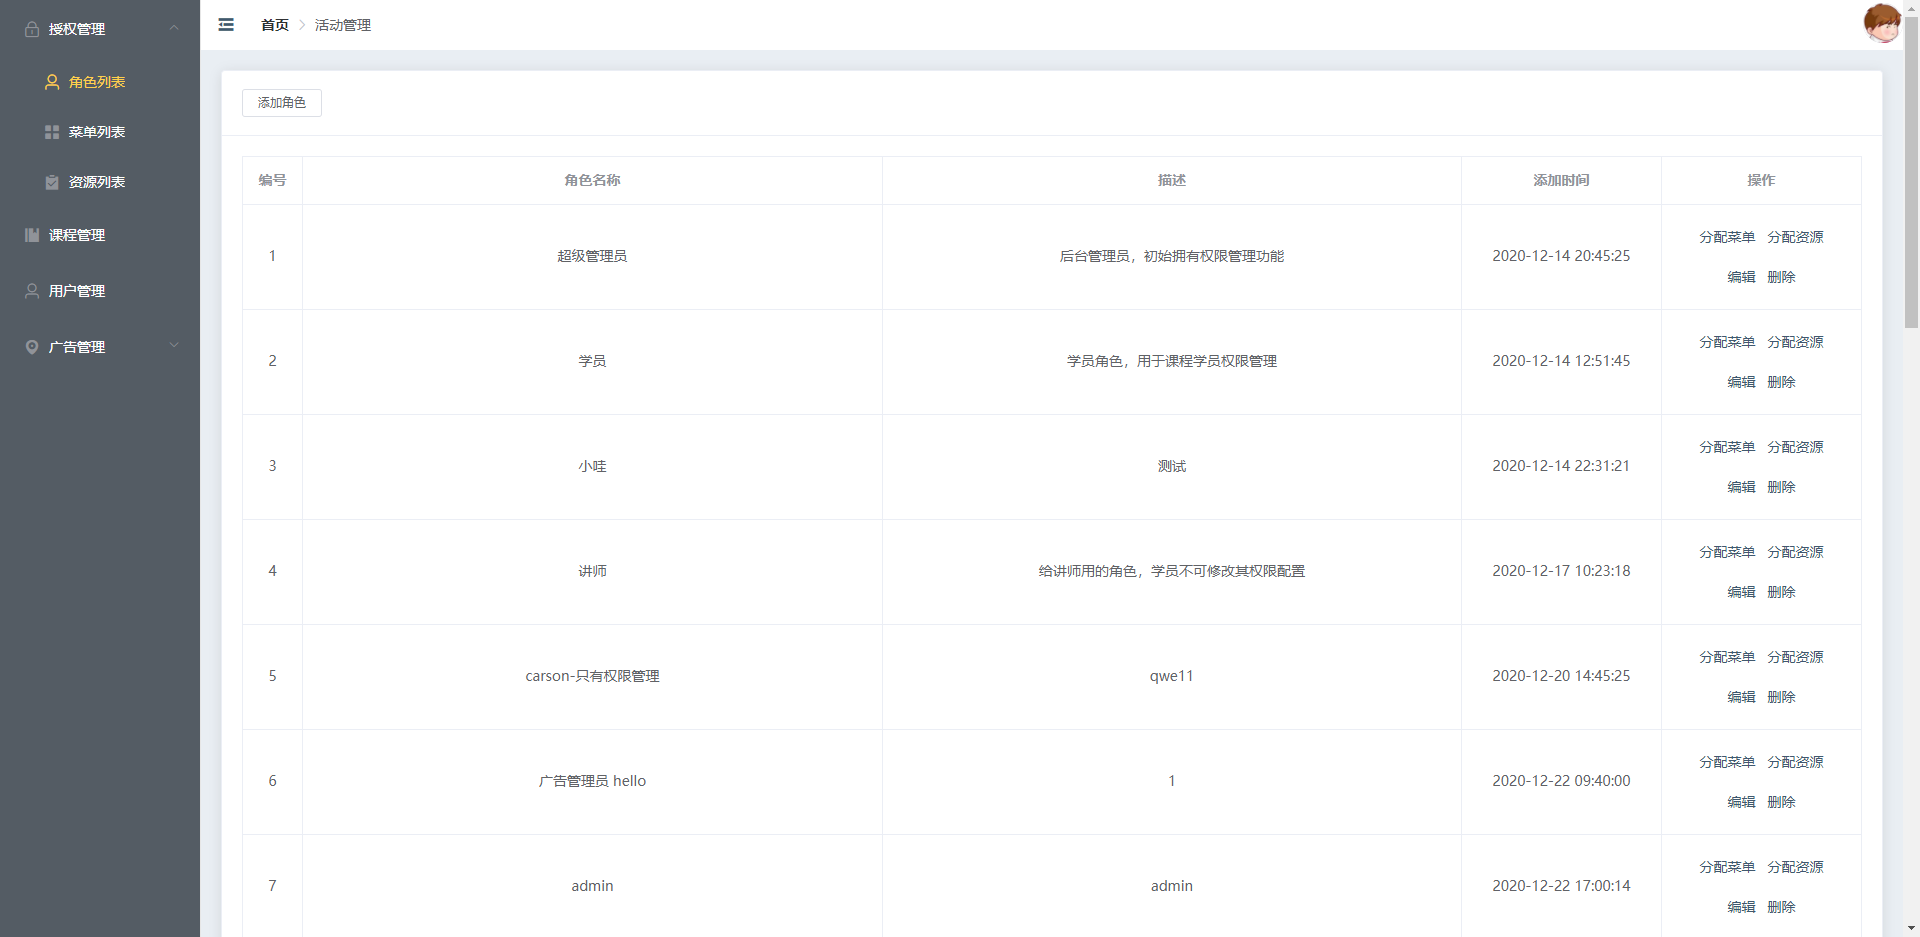 授权管理
角色列表
菜单列表
资源列表
课程管理
用户管理
广告管理
首页 活动管理
添加角色
编号 角色名称 描述 添加时间 操作
1 超级管理员 后台管理员，初始拥有权限管理功能 2020-12-14 20:45:25 分配菜单 分配资源
编辑 删除
2 学员 学员角色，用于课程学员权限管理 2020-12-14 12:51:45 分配菜单 分配资源
编辑 删除
3 小哇 测试 2020-12-14 22:31:21 分配菜单 分配资源
编辑 删除
4 讲师 给讲师用的角色，学员不可修改其权限配置 2020-12-17 10:23:18 分配菜单 分配资源
编辑 删除
5 carson-只有权限管理 qwe11 2020-12-20 14:45:25 分配菜单 分配资源
编辑 删除
6 广告管理员 hello 1 2020-12-22 09:40:00 分配菜单 分配资源
编辑 删除
7 admin admin 2020-12-22 17:00:14 分配菜单 分配资源
编辑 删除